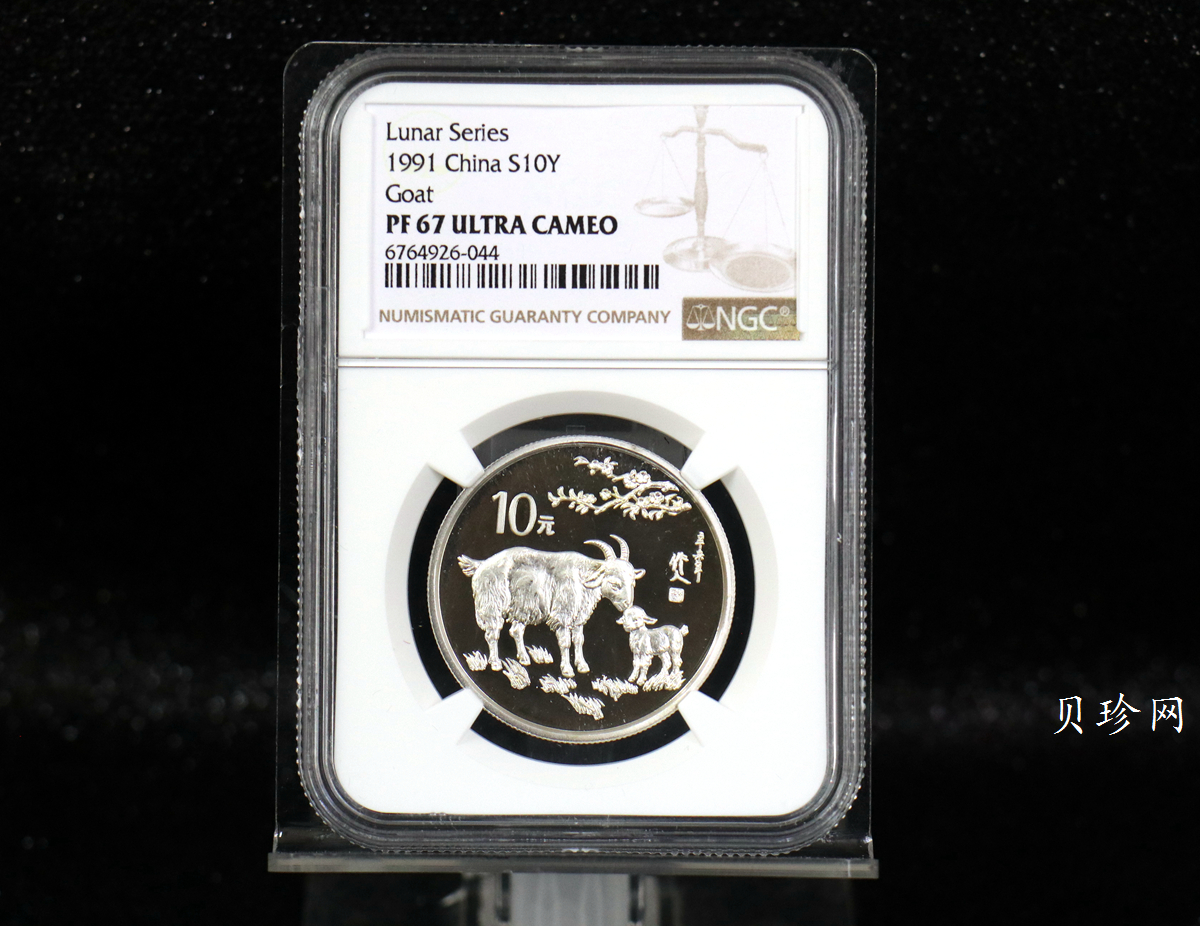 Lunar Series
1991 China S10Y
Goat
PF 67 ULTRA CAMEO
6764926-044
NUMISMATIC GUARANTY COMPANY
NGC®
10元
贝珍网